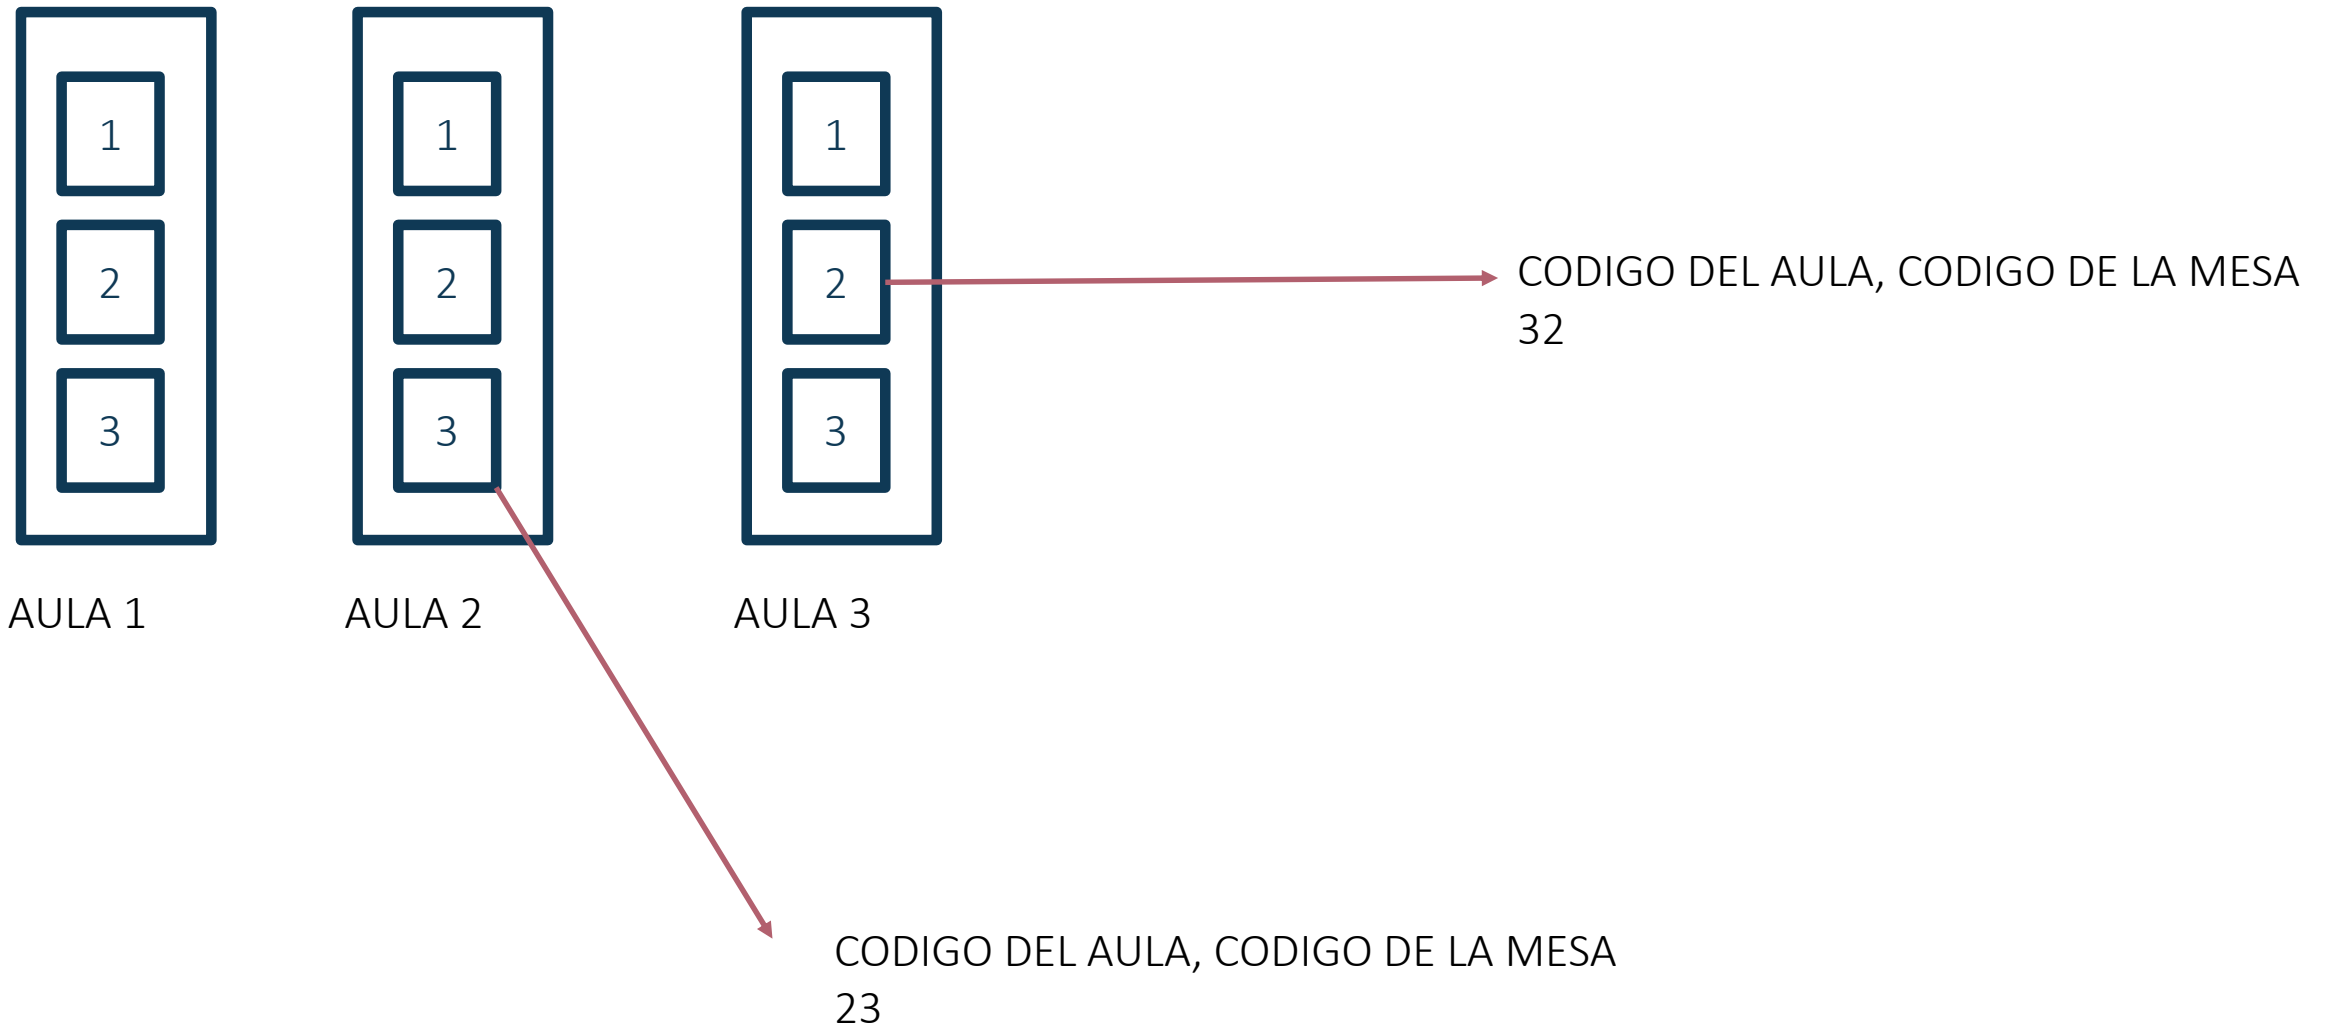 1 1 1
2 2 2
CODIGO DEL AULA, CODIGO DE LA MESA
32
3 3 3
AULA 1 AULA 2 AULA 3
CODIGO DEL AULA, CODIGO DE LA MESA
23